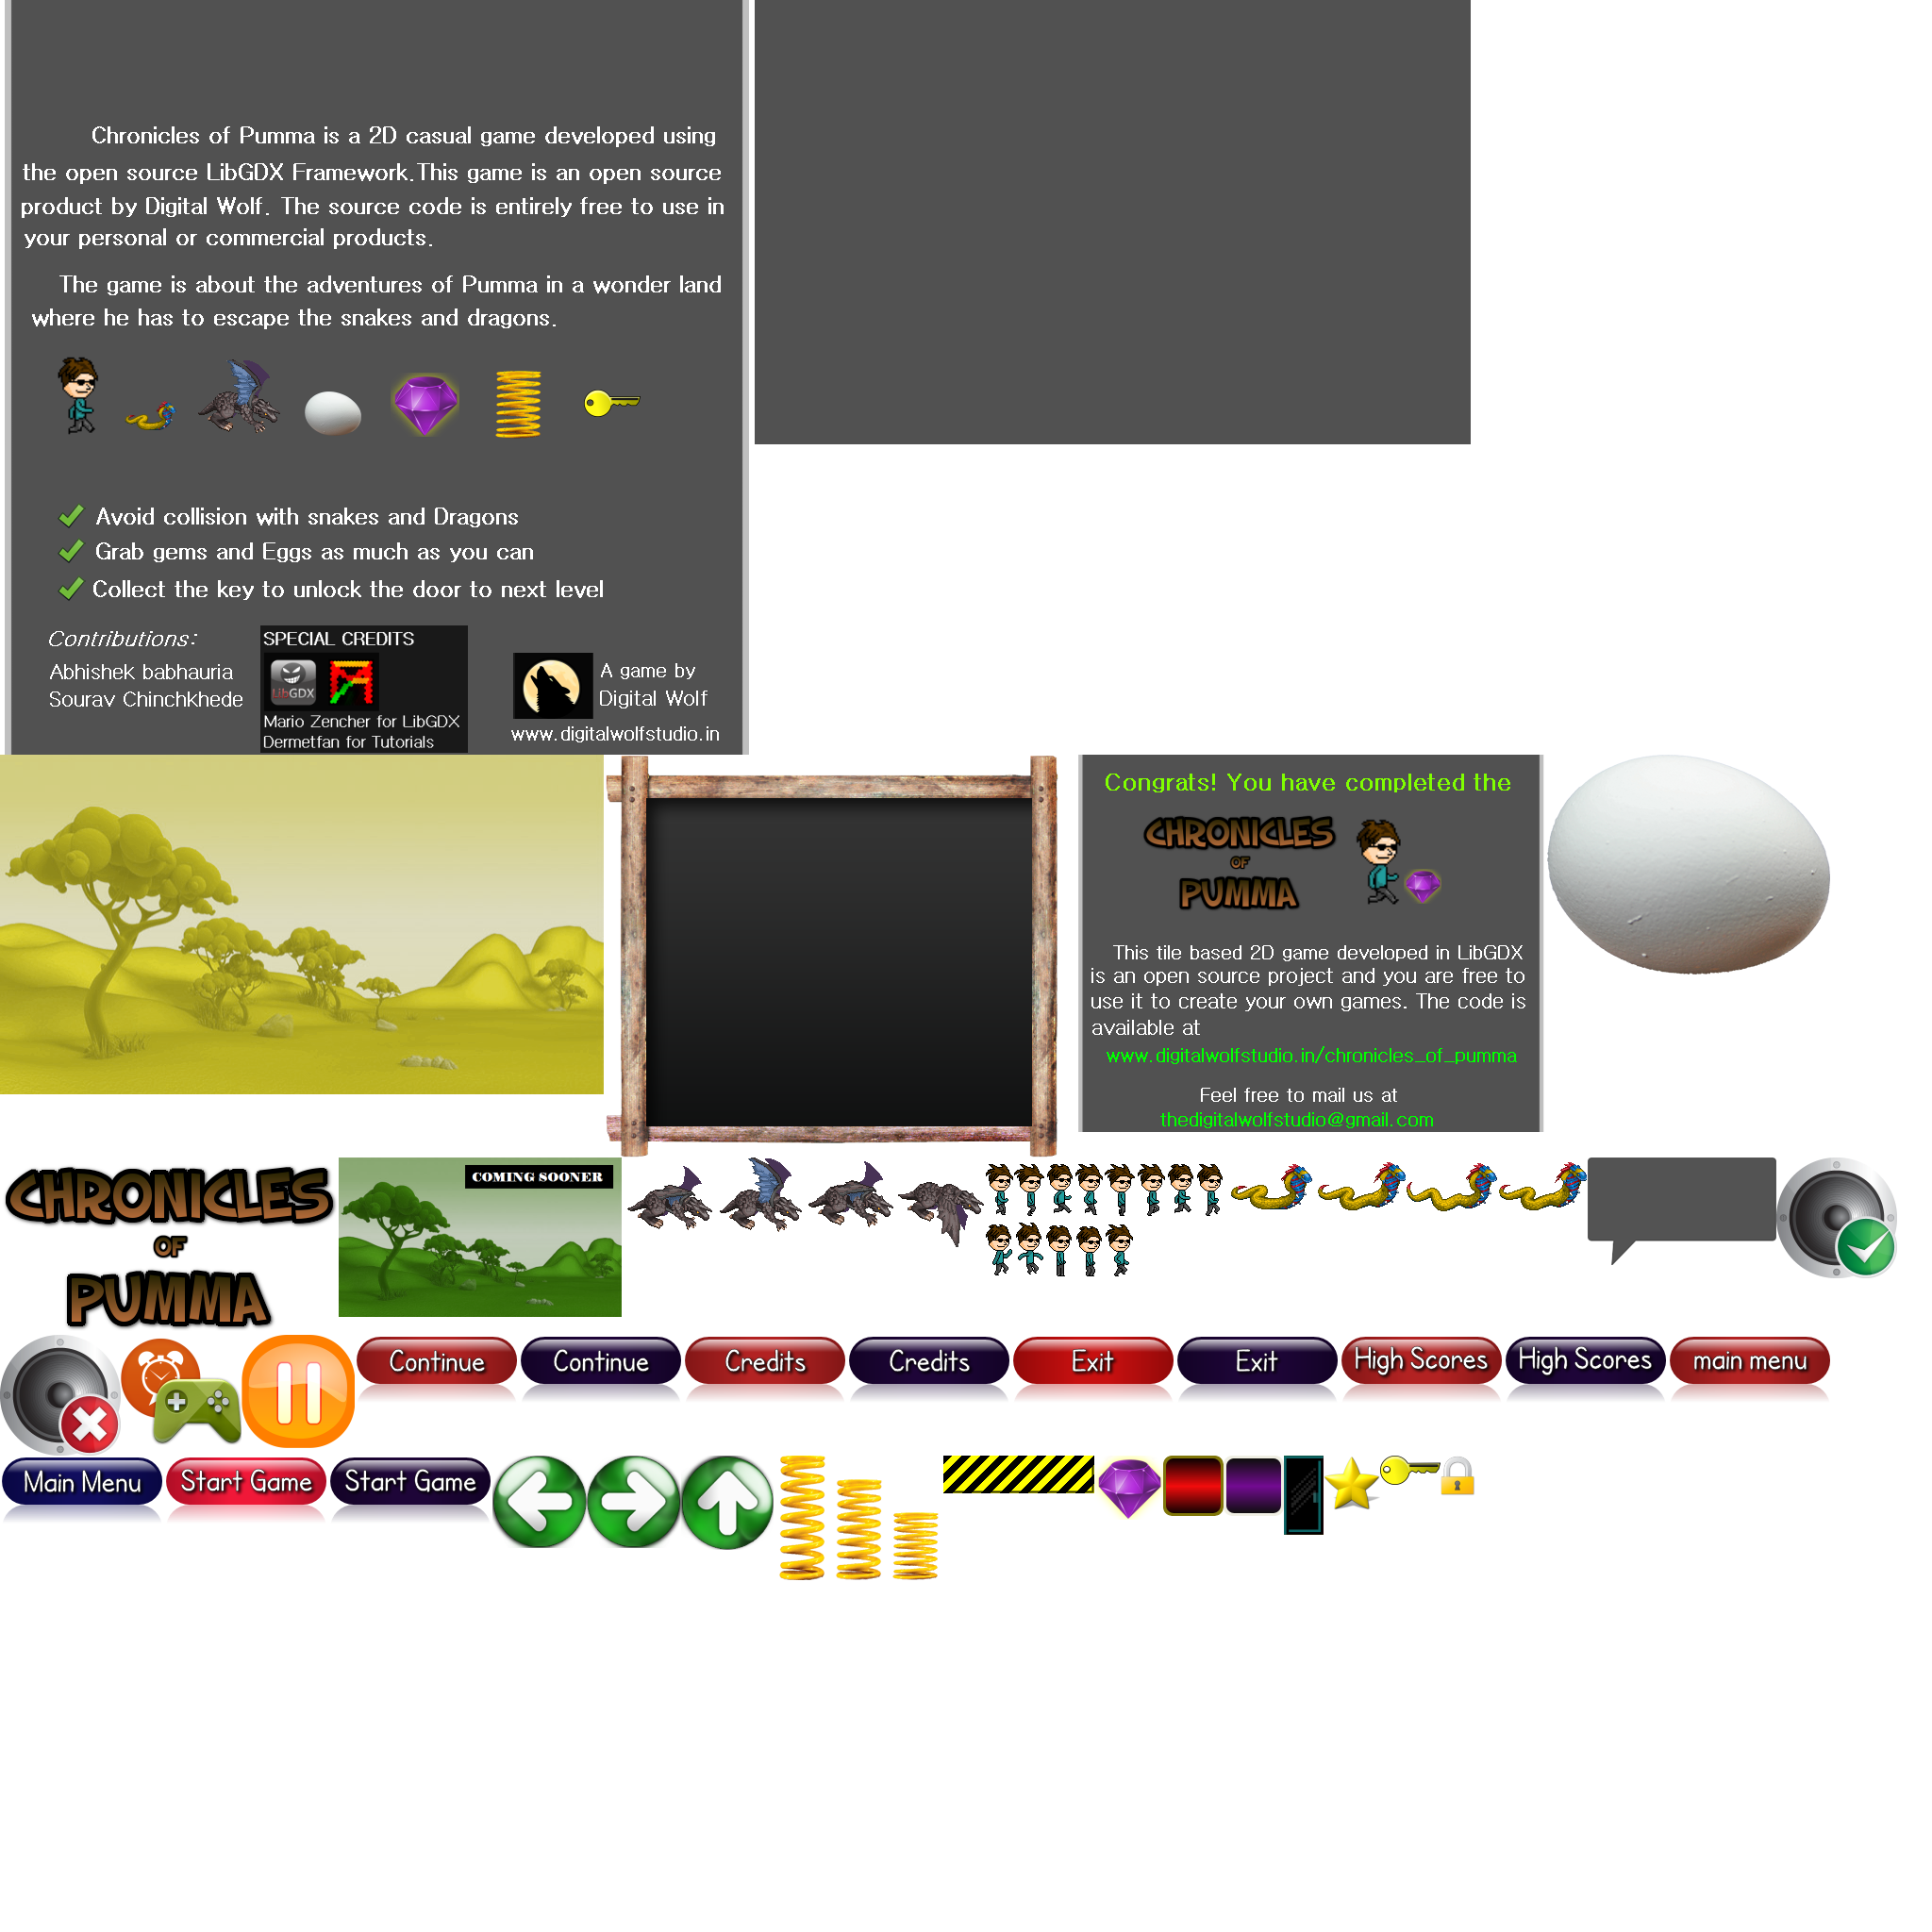 Chronicles of Pumma is a 2D casual game developed using
the open source LibGDX Framework.This game is an open source
product by Digital Wolf. The source code is entirely free to use in
your personal or commercial products.
The game is about the adventures of Pumma in a wonder land
where he has to escape the snakes and dragons.
Avoid collision with snakes and Dragons
Grab gems and Eggs as much as you can
Collect the key to unlock the door to next level
Contributions:
Abhishek babhauria
Sourav Chinchkhede
SPECIAL CREDITS
LibGDX
Mario Zencher for LibGDX
Dermetfan for Tutorials
A game by
Digital Wolf
www.digitalwolfstudio.in
Congrats! You have completed the
CHRONICLES
OF
PUMMA
This tile based 2D game developed in LibGDX
is an open source project and you are free to
use it to create your own games. The code is
available at
www.digitalwolfstudio.in/chronicles_of_pumma
Feel free to mail us at
thedigitalwolfstudio@gmail.com
CHRONICLES
OF
PUMMA
COMING SOONER
Continue
Continue
Credits
Credits
Exit
Exit
High Scores
High Scores
main menu
Main Menu
Start Game
Start Game